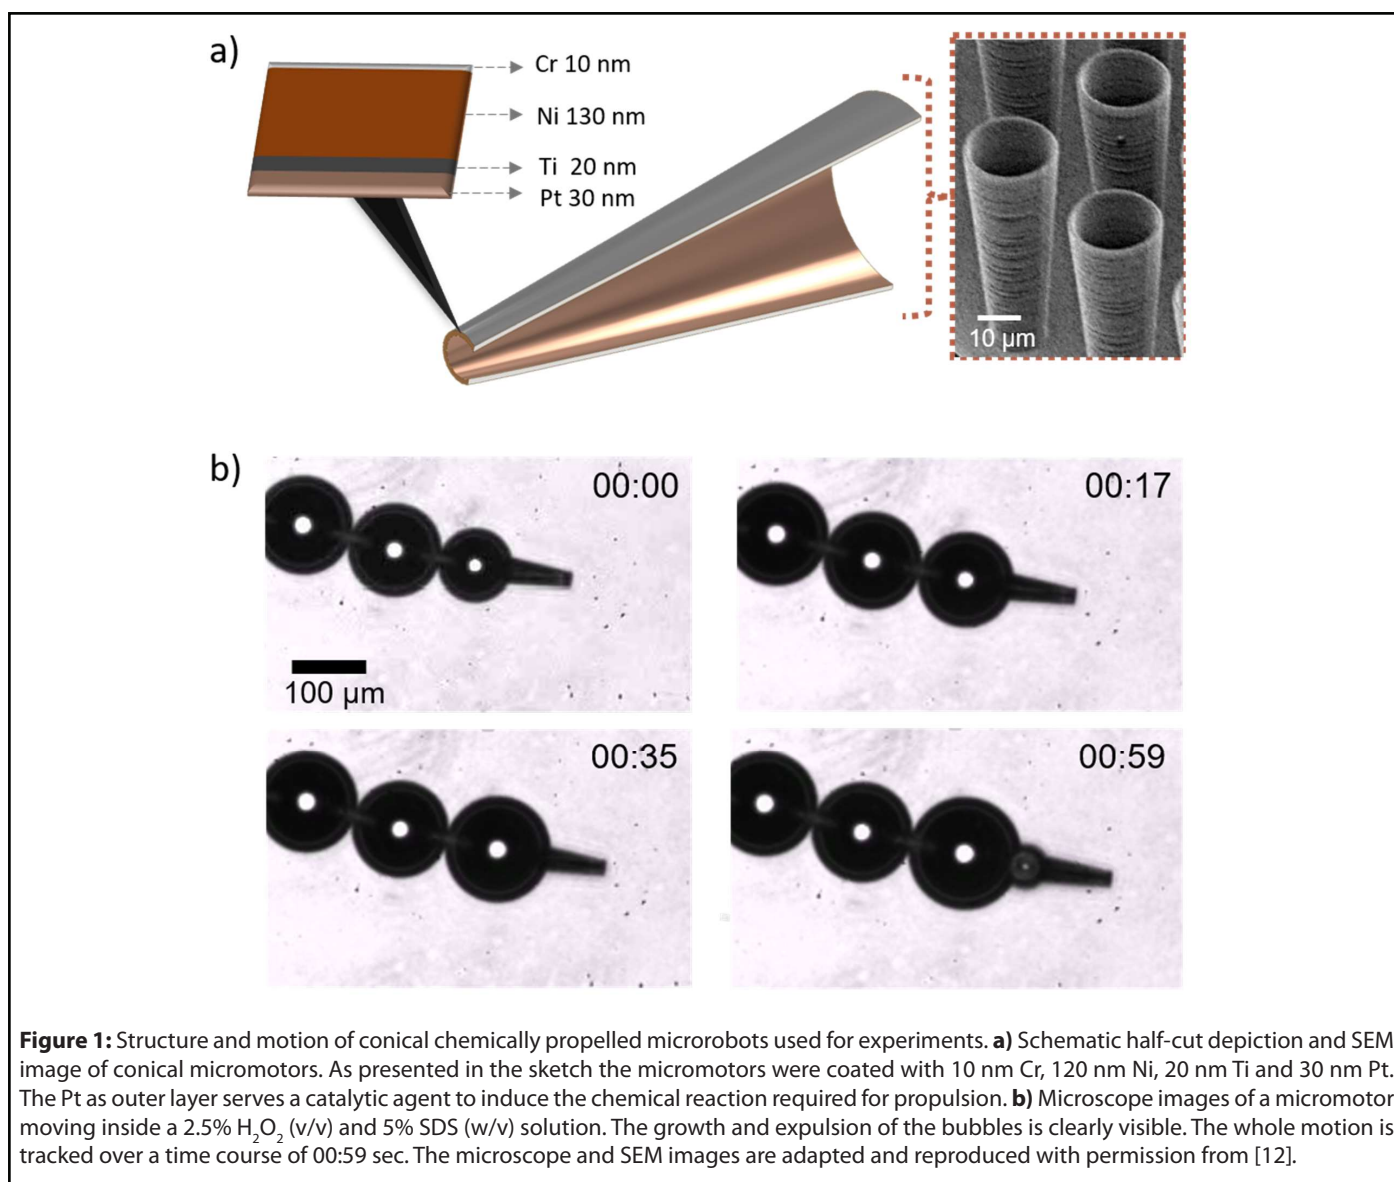 a)
Cr 10 nm
Ni 130 nm
Ti 20 nm
Pt 30 nm
10 µm
b)
00:00
00:17
100 µm
00:35
00:59
Figure 1: Structure and motion of conical chemically propelled microrobots used for experiments. a) Schematic half-cut depiction and SEM
image of conical micromotors. As presented in the sketch the micromotors were coated with 10 nm Cr, 120 nm Ni, 20 nm Ti and 30 nm Pt.
The Pt as outer layer serves a catalytic agent to induce the chemical reaction required for propulsion. b) Microscope images of a micromotor
moving inside a 2.5% H₂O₂ (v/v) and 5% SDS (w/v) solution. The growth and expulsion of the bubbles is clearly visible. The whole motion is
tracked over a time course of 00:59 sec. The microscope and SEM images are adapted and reproduced with permission from [12].